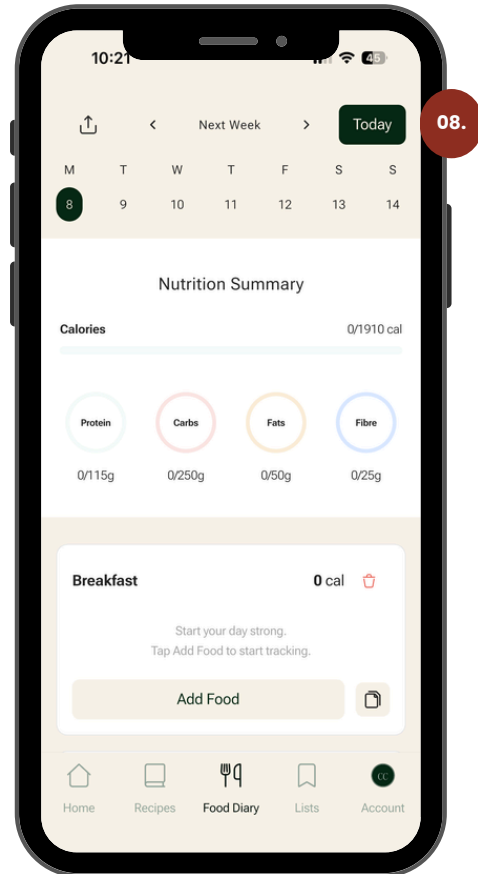 10:21
45
Next Week
Today
08.
M T W T F S S
8 9 10 11 12 13 14
Nutrition Summary
Calories 0/1910 cal
Protein Carbs Fats Fibre
0/115g 0/250g 0/50g 0/25g
Breakfast 0 cal
Start your day strong.
Tap Add Food to start tracking.
Add Food
CC
Home Recipes Food Diary Lists Account